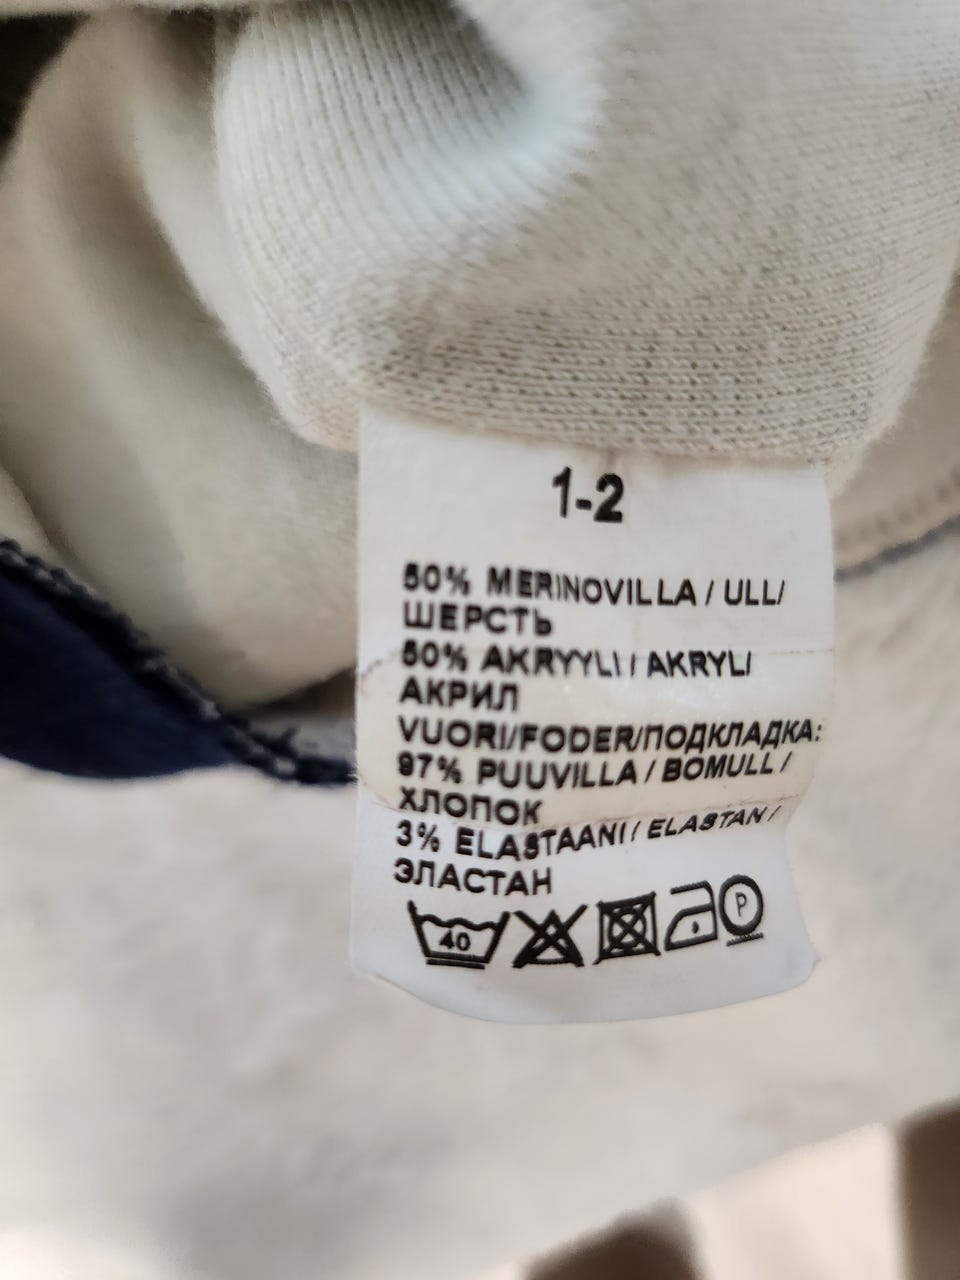 1-2
50% MERINOVILLA / ULL/
ШЕРСТЬ
50% AKRYYLI / AKRYL/
АКРИЛ
VUORI/FODER/ПОДКЛАДКА:
97% PUUVILLA / BOMULL /
ХЛОПОК
3% ELASTAANI / ELASTAN /
ЭЛАСТАН
40 P